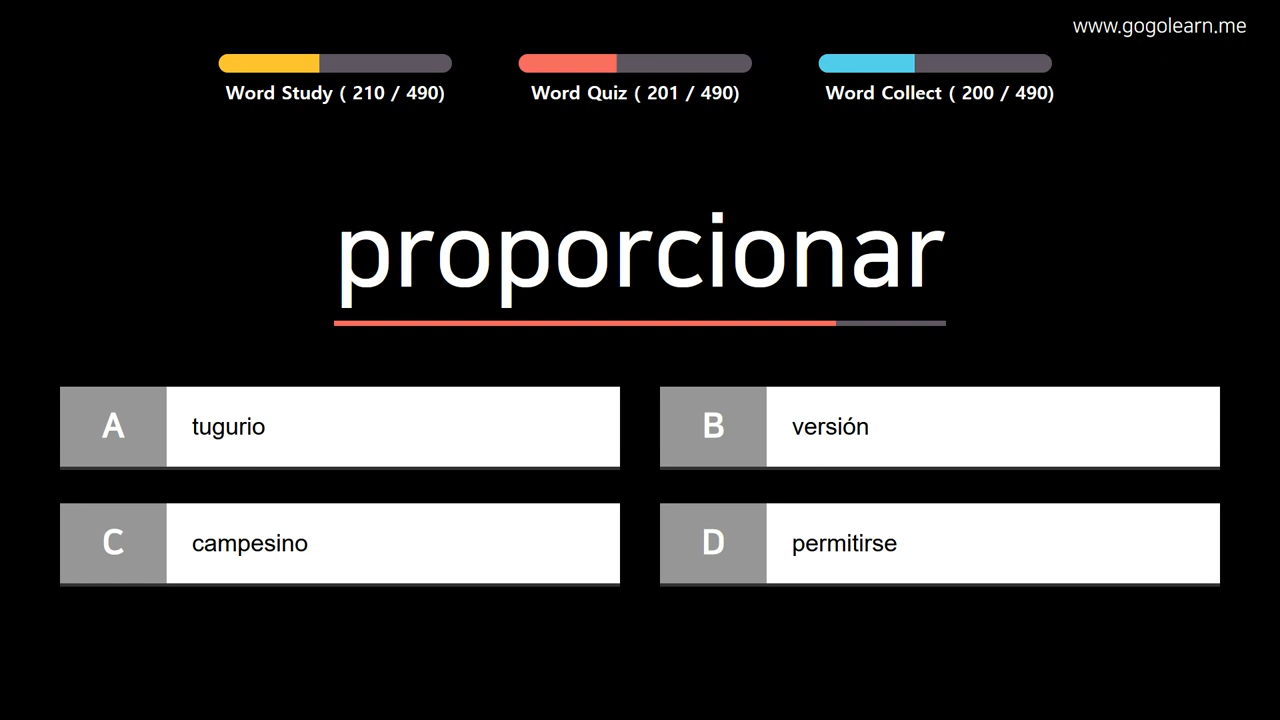 www.gogolearn.me
Word Study ( 210 / 490)
Word Quiz ( 201 / 490)
Word Collect ( 200 / 490)
proporcionar
A tugurio
B versión
C campesino
D permitirse